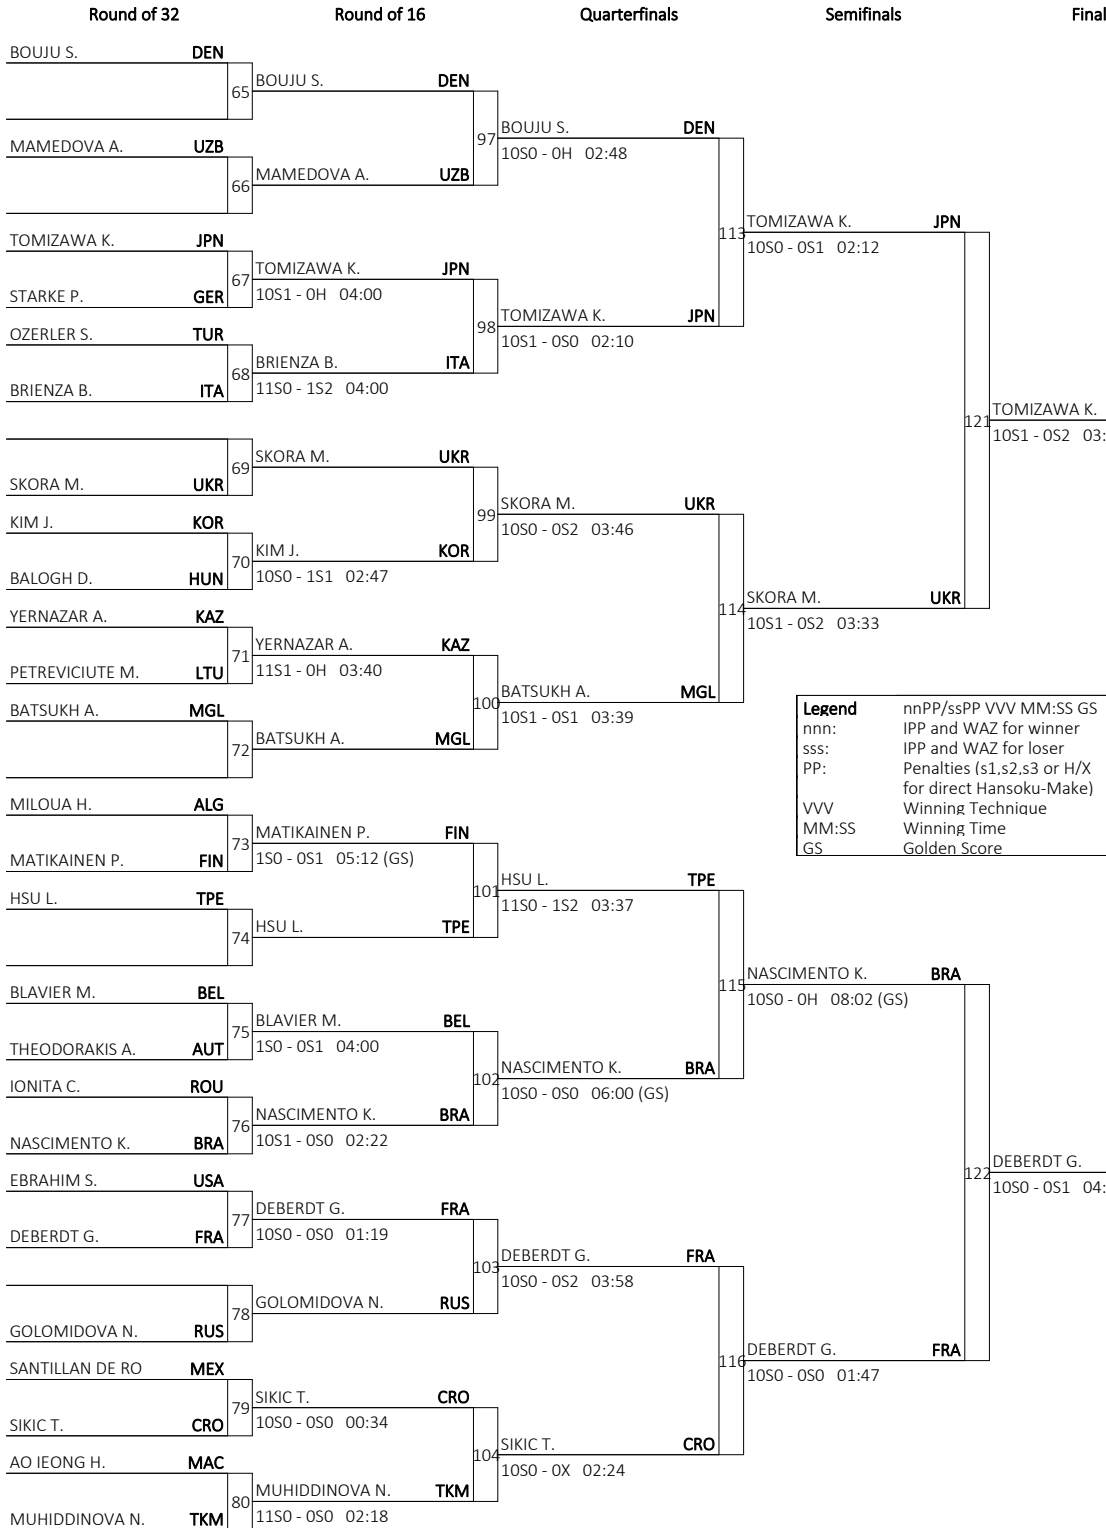 Round of 32 Round of 16 Quarterfinals Semifinals Final
BOUJU S. DEN
65
BOUJU S. DEN
MAMEDOVA A. UZB
66
MAMEDOVA A. UZB
97
BOUJU S. DEN
10S0 - 0H 02:48
TOMIZAWA K. JPN
STARKE P. GER
67
TOMIZAWA K. JPN
10S1 - 0H 04:00
OZERLER S. TUR
BRIENZA B. ITA
68
BRIENZA B. ITA
11S0 - 1S2 04:00
98
TOMIZAWA K. JPN
10S1 - 0S0 02:10
113
TOMIZAWA K. JPN
10S0 - 0S1 02:12
SKORA M. UKR
69
SKORA M. UKR
KIM J. KOR
BALOGH D. HUN
70
KIM J. KOR
10S0 - 1S1 02:47
99
SKORA M. UKR
10S0 - 0S2 03:46
YERNAZAR A. KAZ
PETREVICIUTE M. LTU
71
YERNAZAR A. KAZ
11S1 - 0H 03:40
BATSUKH A. MGL
72
BATSUKH A. MGL
100
BATSUKH A. MGL
10S1 - 0S1 03:39
114
SKORA M. UKR
10S1 - 0S2 03:33
121
TOMIZAWA K.
10S1 - 0S2 03:
Legend nnPP/ssPP VVV MM:SS GS
nnn: IPP and WAZ for winner
sss: IPP and WAZ for loser
PP: Penalties (s1,s2,s3 or H/X
for direct Hansoku-Make)
VVV Winning Technique
MM:SS Winning Time
GS Golden Score
MILOUA H. ALG
MATIKAINEN P. FIN
73
MATIKAINEN P. FIN
1S0 - 0S1 05:12 (GS)
HSU L. TPE
74
HSU L. TPE
101
HSU L. TPE
11S0 - 1S2 03:37
BLAVIER M. BEL
THEODORAKIS A. AUT
75
BLAVIER M. BEL
1S0 - 0S1 04:00
IONITA C. ROU
NASCIMENTO K. BRA
76
NASCIMENTO K. BRA
10S1 - 0S0 02:22
102
NASCIMENTO K. BRA
10S0 - 0S0 06:00 (GS)
115
NASCIMENTO K. BRA
10S0 - 0H 08:02 (GS)
EBRAHIM S. USA
DEBERDT G. FRA
77
DEBERDT G. FRA
10S0 - 0S0 01:19
GOLOMIDOVA N. RUS
78
GOLOMIDOVA N. RUS
103
DEBERDT G. FRA
10S0 - 0S2 03:58
SANTILLAN DE RO MEX
SIKIC T. CRO
79
SIKIC T. CRO
10S0 - 0S0 00:34
AO IEONG H. MAC
MUHIDDINOVA N. TKM
80
MUHIDDINOVA N. TKM
11S0 - 0S0 02:18
104
SIKIC T. CRO
10S0 - 0X 02:24
116
DEBERDT G. FRA
10S0 - 0S0 01:47
122
DEBERDT G.
10S0 - 0S1 04: